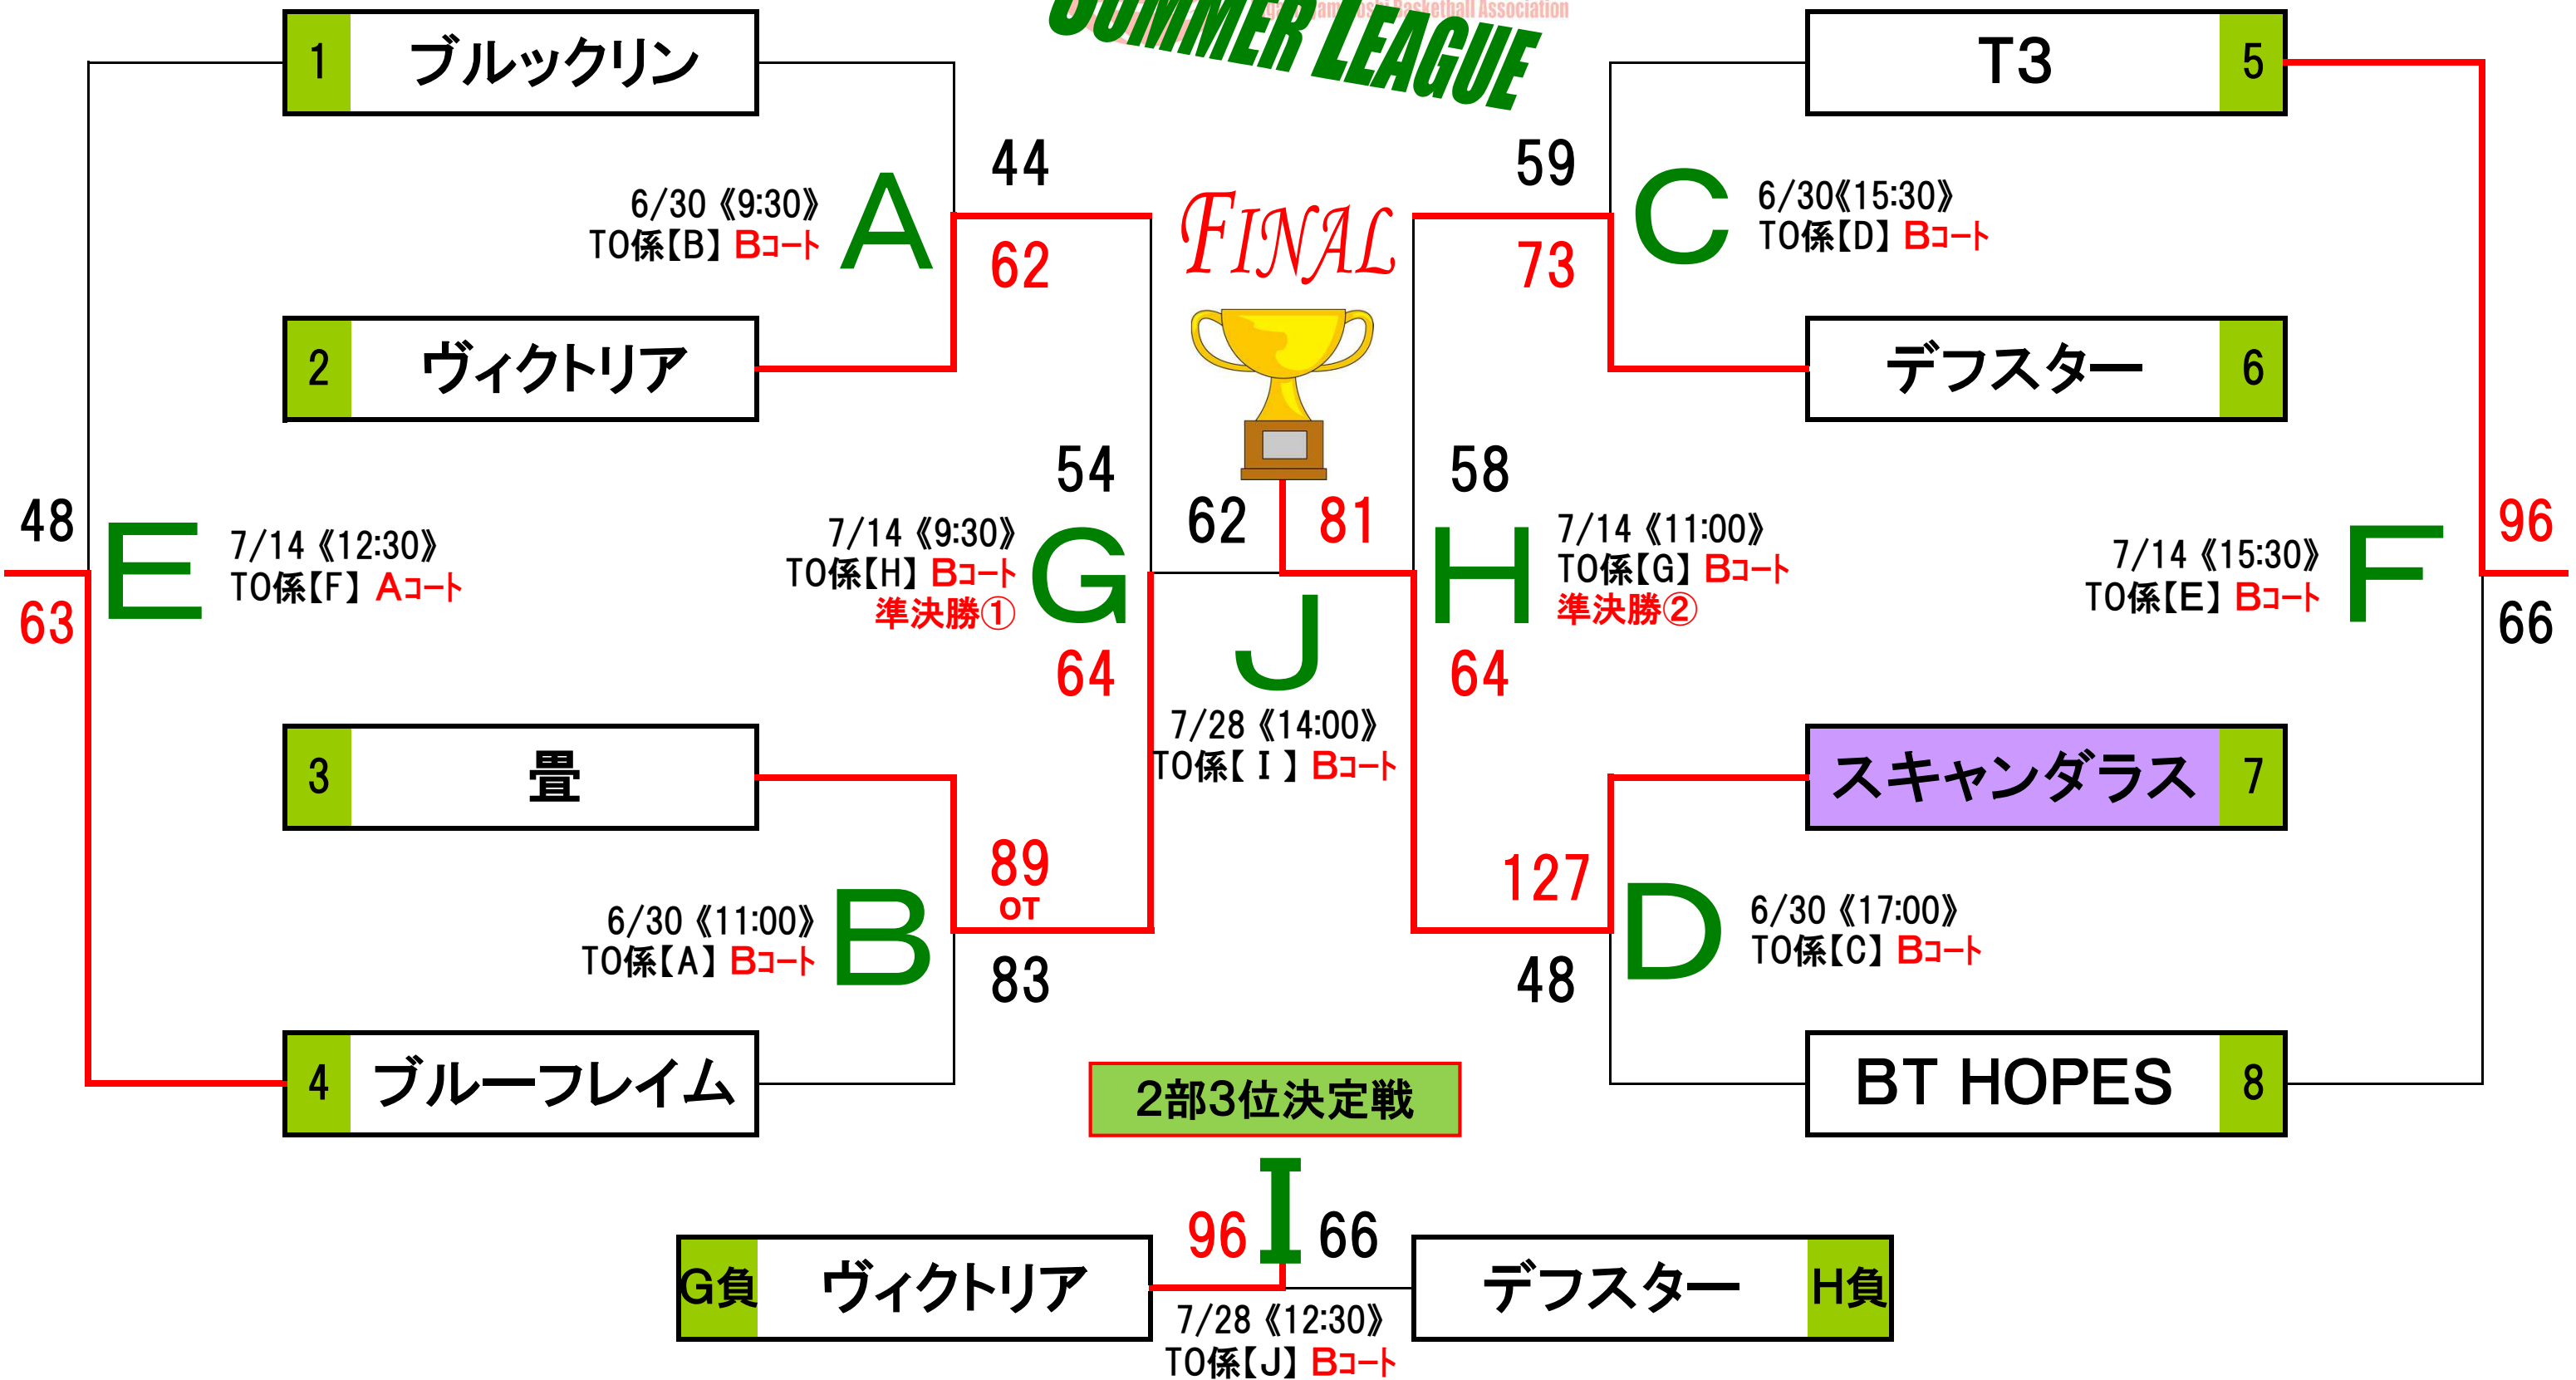 SUMMER LEAGUE
Basketball Association
1 ブルックリン
T3 5
44
59
6/30 《9:30》
TO係【B】 Bコート
A
62
FINAL
73
C
6/30《15:30》
TO係【D】 Bコート
2 ヴィクトリア
デフスター 6
48
63
E
7/14 《12:30》
TO係【F】 Aコート
54
7/14 《9:30》
TO係【H】 Bコート
準決勝①
G
64
62
81
J
7/28 《14:00》
TO係【I】 Bコート
58
H
7/14 《11:00》
TO係【G】 Bコート
準決勝②
64
7/14 《15:30》
TO係【E】 Bコート
F
96
66
3 畳
スキャンダラス 7
6/30 《11:00》
TO係【A】 Bコート
B
89
OT
83
127
48
D
6/30 《17:00》
TO係【C】 Bコート
4 ブルーフレイム
BT HOPES 8
2部3位決定戦
96
I
66
G負 ヴィクトリア
デフスター H負
7/28 《12:30》
TO係【J】 Bコート